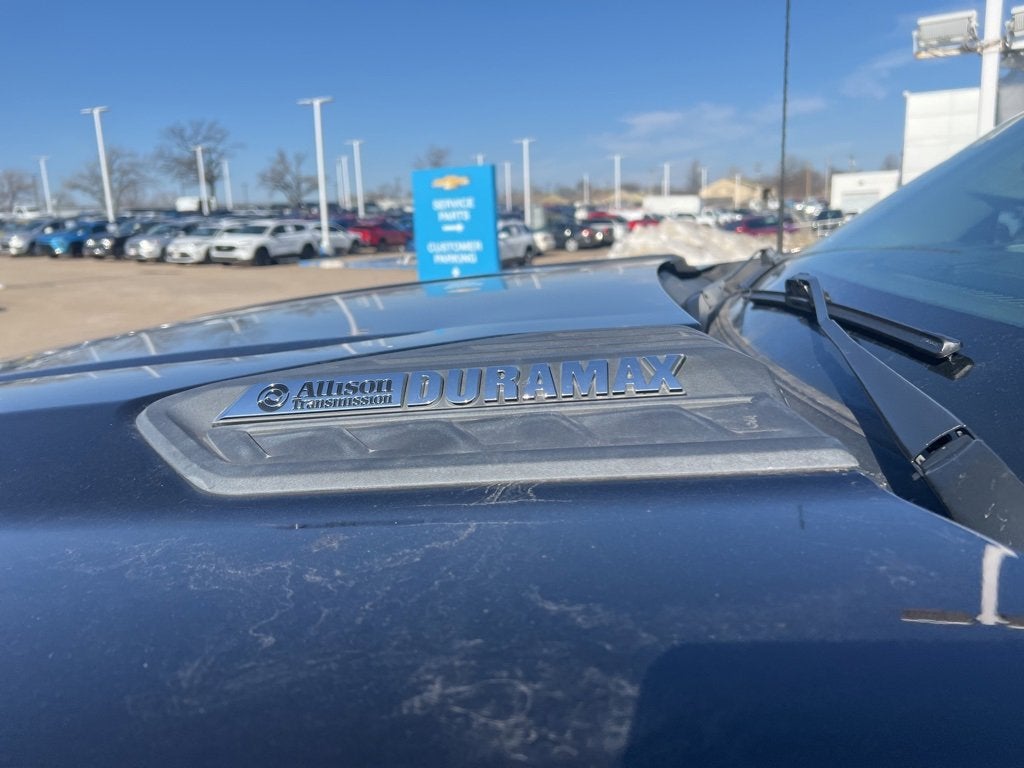 SERVICE
PARTS
CUSTOMER
PARKING
Allison DURAMAX
Transmission